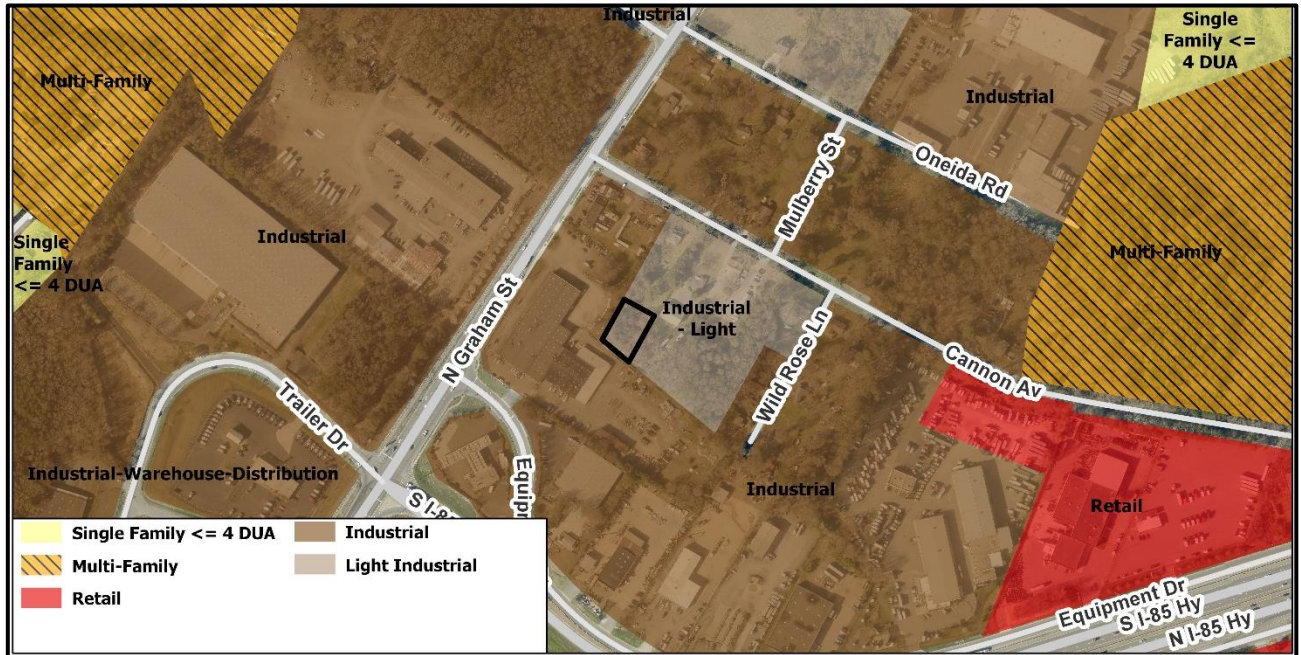 Industrial
Single
Family <=
4 DUA
Multi-Family
Industrial
Mulberry St
Oneida Rd
Industrial
Multi-Family
Single
Family
<= 4 DUA
N Graham St
Industrial
- Light
Wild Rose Ln
Cannon Av
Trailer Dr
Industrial-Warehouse-Distribution
Industrial
Retail
Equipment Dr
S I-85 Hy
N I-85 Hy
Single Family <= 4 DUA
Industrial
Multi-Family
Light Industrial
Retail